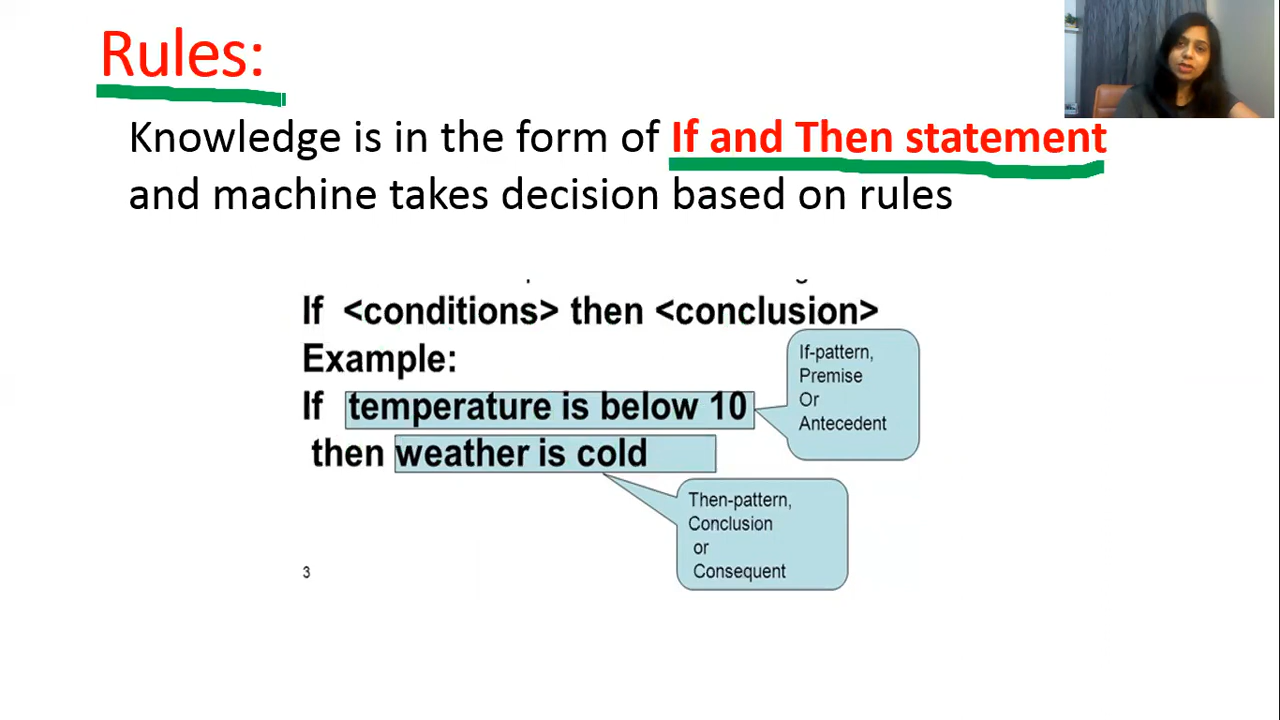 Rules:
Knowledge is in the form of If and Then statement
and machine takes decision based on rules
If <conditions> then <conclusion>
Example:
If temperature is below 10
then weather is cold
If-pattern,
Premise
Or
Antecedent
Then-pattern,
Conclusion
or
Consequent
3